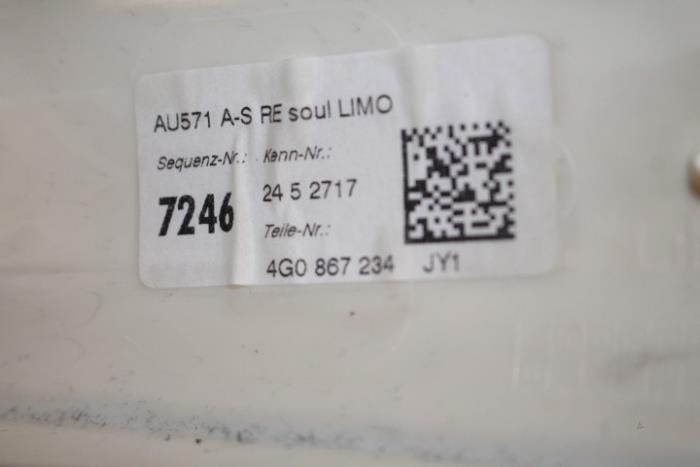 AU571 A-S RE soul LIMO
Sequenz-Nr.: Kenn-Nr.:
7246 24 5 2717
Teile-Nr.:
4G0 867 234 JY1